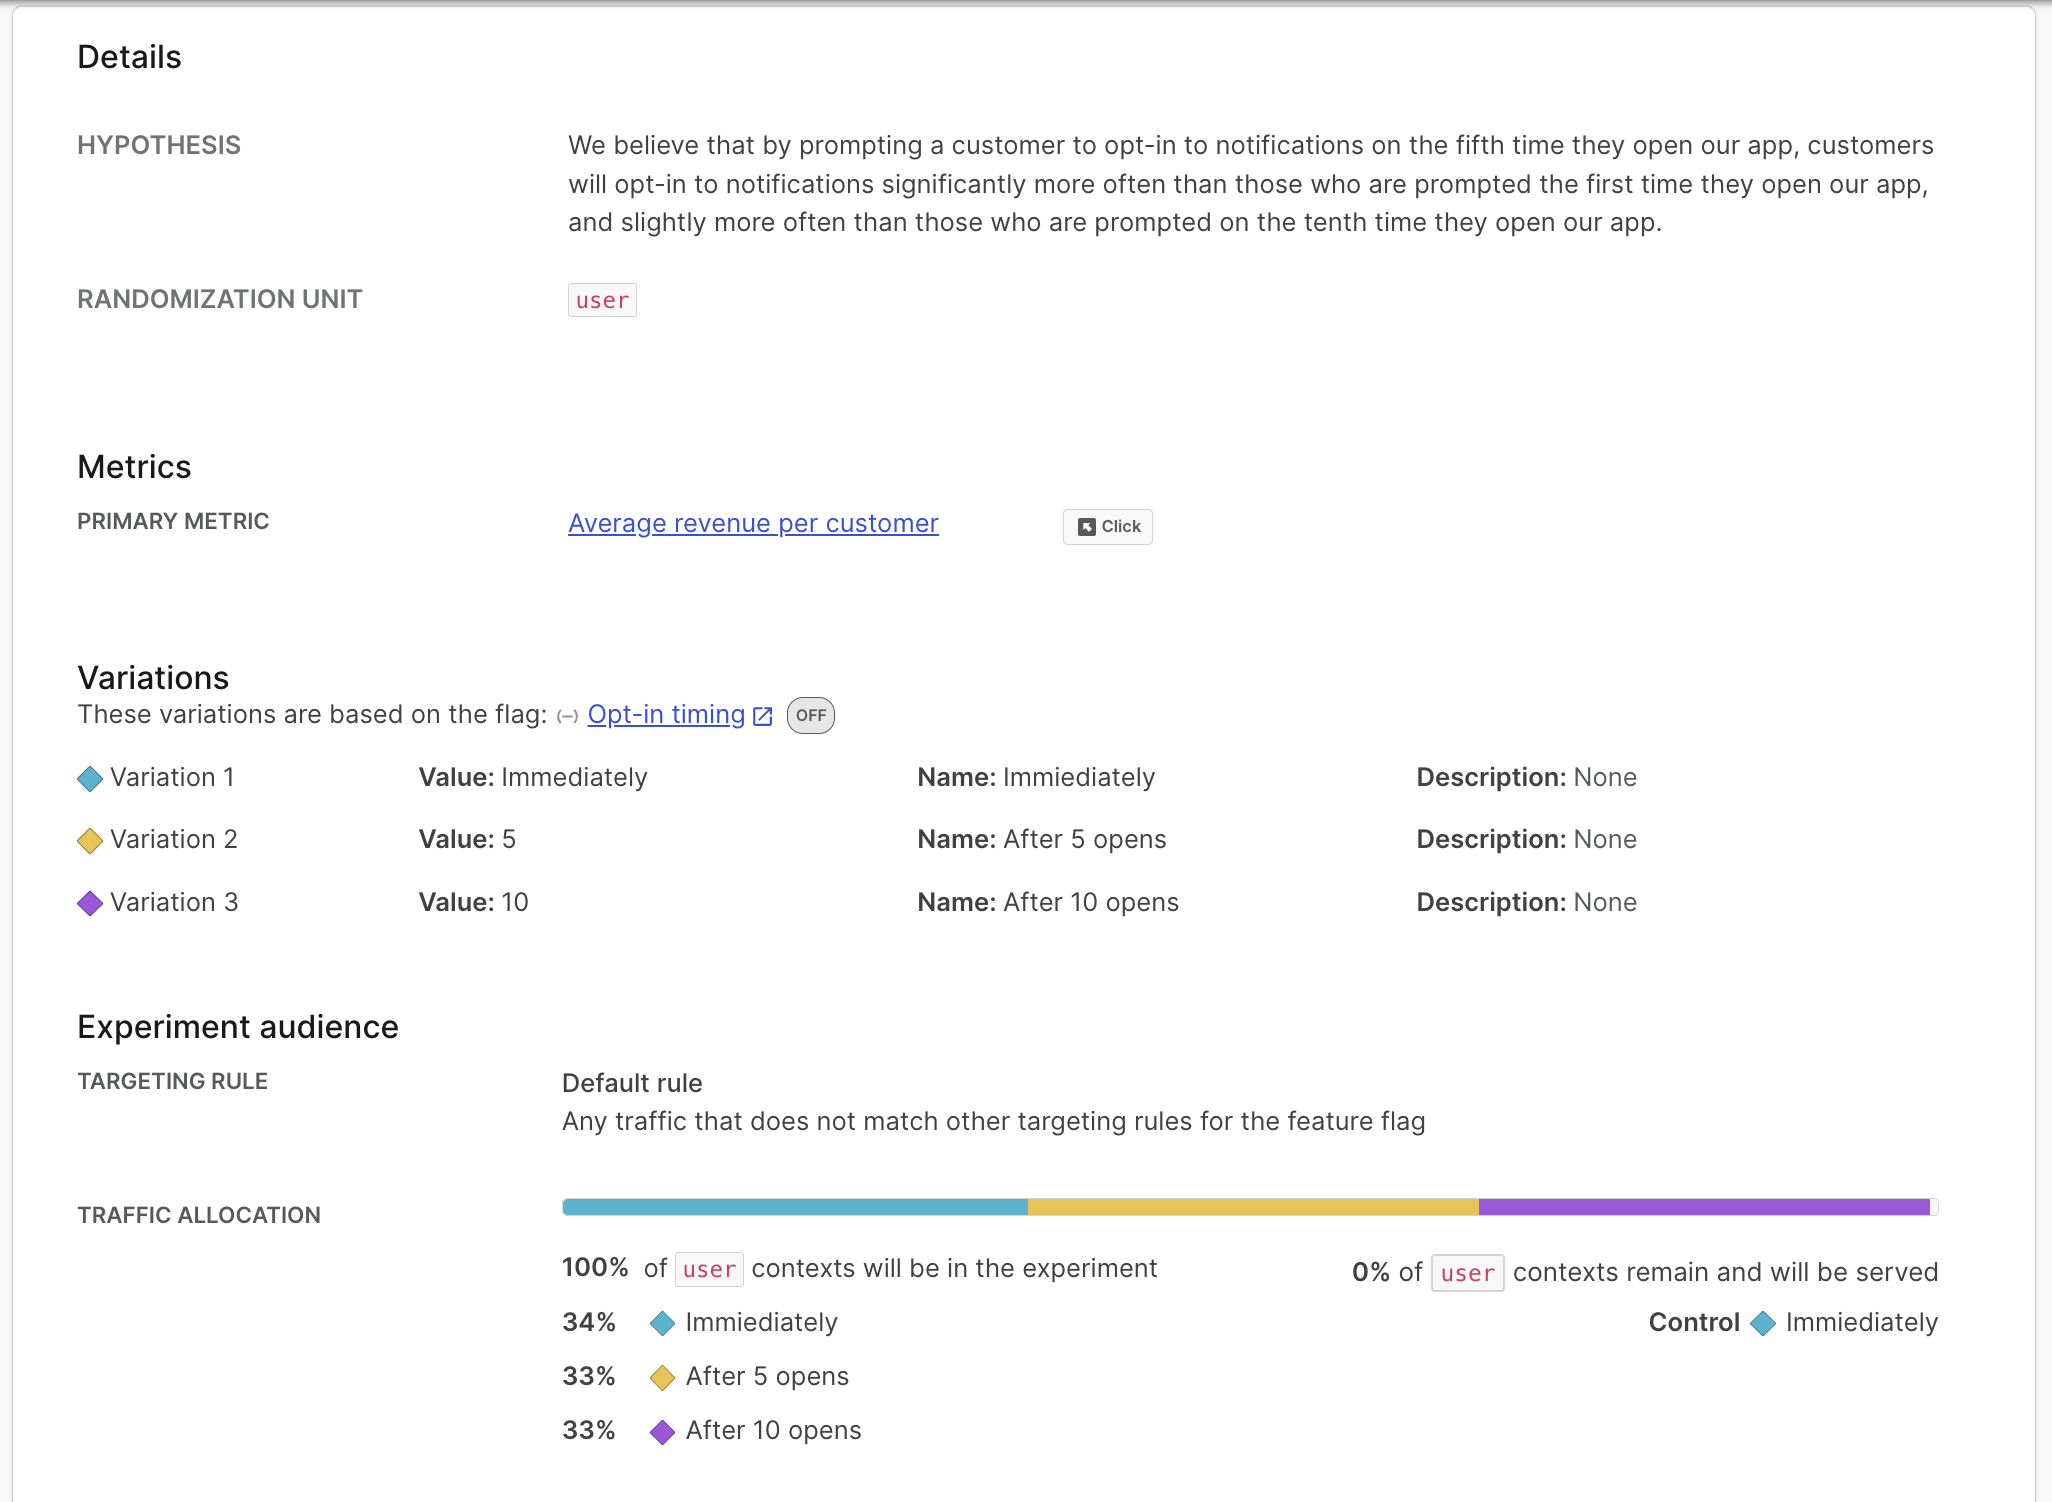 Details
HYPOTHESIS
We believe that by prompting a customer to opt-in to notifications on the fifth time they open our app, customers
will opt-in to notifications significantly more often than those who are prompted the first time they open our app,
and slightly more often than those who are prompted on the tenth time they open our app.
RANDOMIZATION UNIT
user
Metrics
PRIMARY METRIC
Average revenue per customer
Click
Variations
These variations are based on the flag: (–) Opt-in timing OFF
Variation 1 Value: Immediately Name: Immiediately Description: None
Variation 2 Value: 5 Name: After 5 opens Description: None
Variation 3 Value: 10 Name: After 10 opens Description: None
Experiment audience
TARGETING RULE
Default rule
Any traffic that does not match other targeting rules for the feature flag
TRAFFIC ALLOCATION
100% of user contexts will be in the experiment
34% Immiediately
33% After 5 opens
33% After 10 opens
0% of user contexts remain and will be served
Control Immiediately